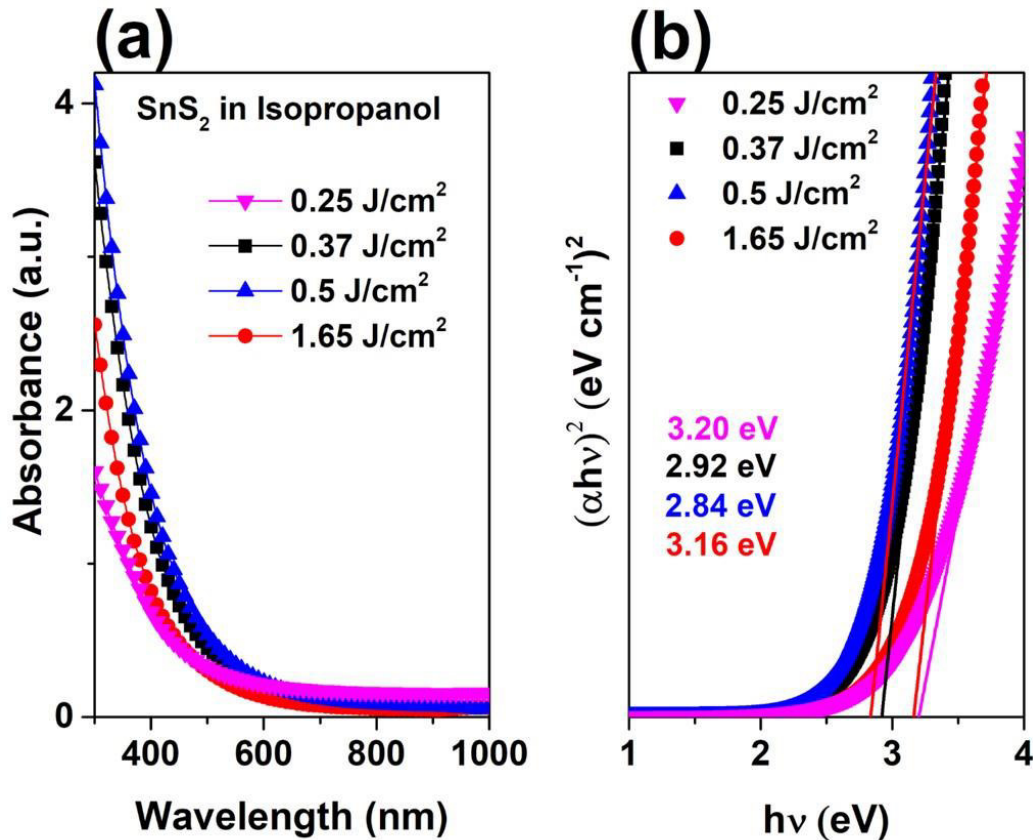 (a)
SnS₂ in Isopropanol
0.25 J/cm²
0.37 J/cm²
0.5 J/cm²
1.65 J/cm²
Absorbance (a.u.)
4
2
0
400 600 800 1000
Wavelength (nm)
(b)
0.25 J/cm²
0.37 J/cm²
0.5 J/cm²
1.65 J/cm²
(αhν)² (eV cm⁻¹)²
3.20 eV
2.92 eV
2.84 eV
3.16 eV
1 2 3 4
hν (eV)